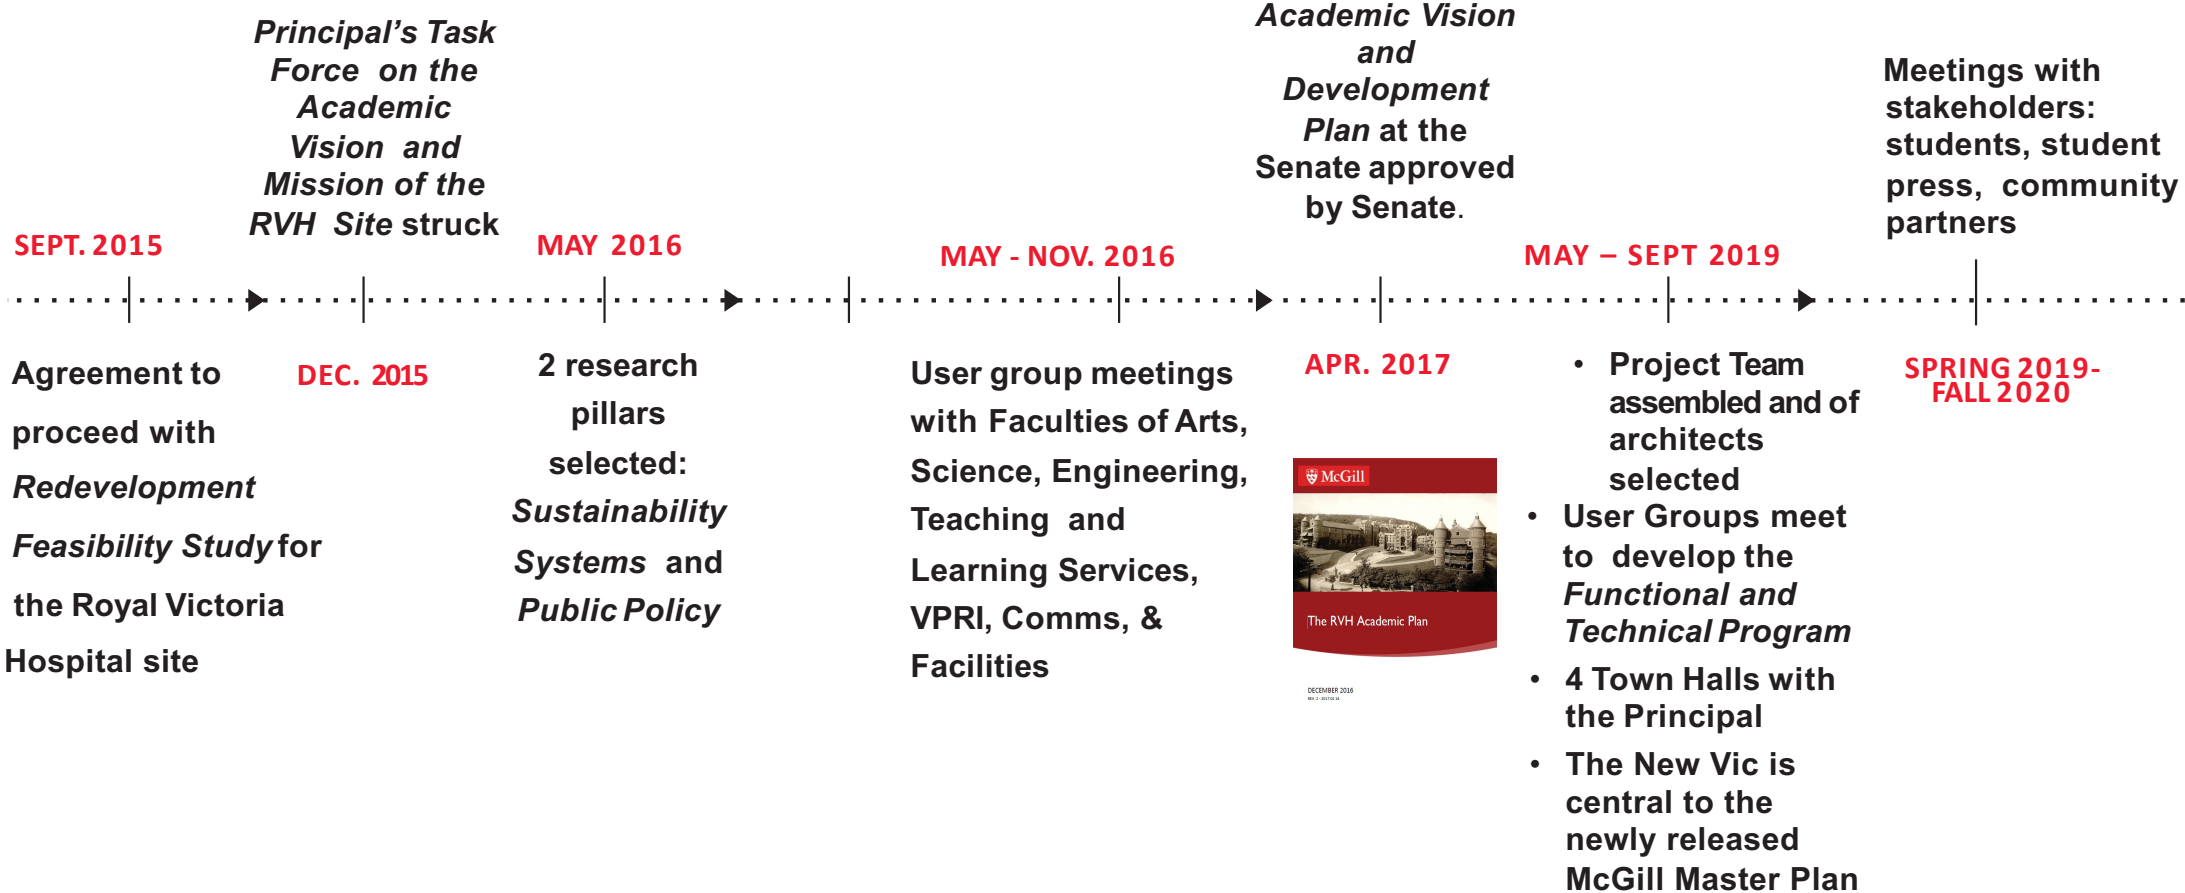 SEPT. 2015
Agreement to
proceed with
Redevelopment
Feasibility Study for
the Royal Victoria
Hospital site
Principal's Task
Force on the
Academic
Vision and
Mission of the
RVH Site struck
DEC. 2015
MAY 2016
2 research
pillars
selected:
Sustainability
Systems and
Public Policy
MAY - NOV. 2016
User group meetings
with Faculties of Arts,
Science, Engineering,
Teaching and
Learning Services,
VPRI, Comms, &
Facilities
Academic Vision
and
Development
Plan at the
Senate approved
by Senate.
APR. 2017
McGill
The RVH Academic Plan
DECEMBER 2016
MAY – SEPT 2019
• Project Team
assembled and of
architects
selected
• User Groups meet
to develop the
Functional and
Technical Program
• 4 Town Halls with
the Principal
• The New Vic is
central to the
newly released
McGill Master Plan
Meetings with
stakeholders:
students, student
press, community
partners
SPRING 2019-
FALL 2020